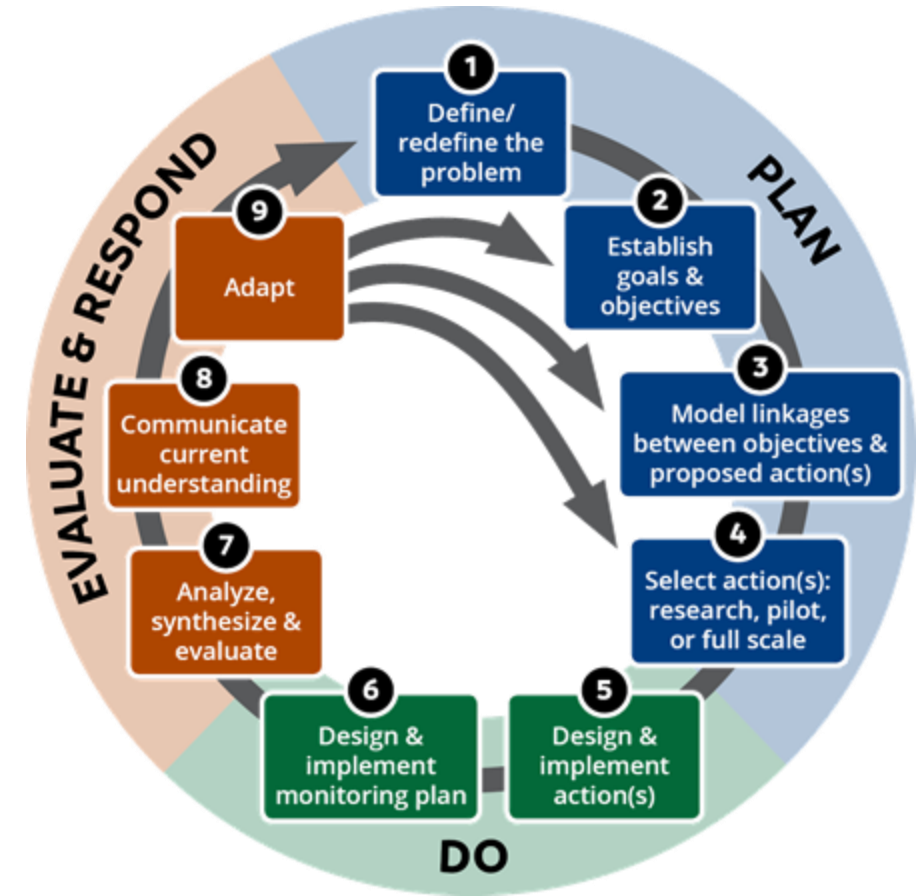 1
Define/
redefine the
problem
PLAN
2
Establish
goals &
objectives
3
Model linkages
between objectives &
proposed action(s)
4
Select action(s):
research, pilot,
or full scale
5
Design &
implement
action(s)
DO
6
Design &
implement
monitoring plan
7
Analyze,
synthesize &
evaluate
EVALUATE & RESPOND
8
Communicate
current
understanding
9
Adapt